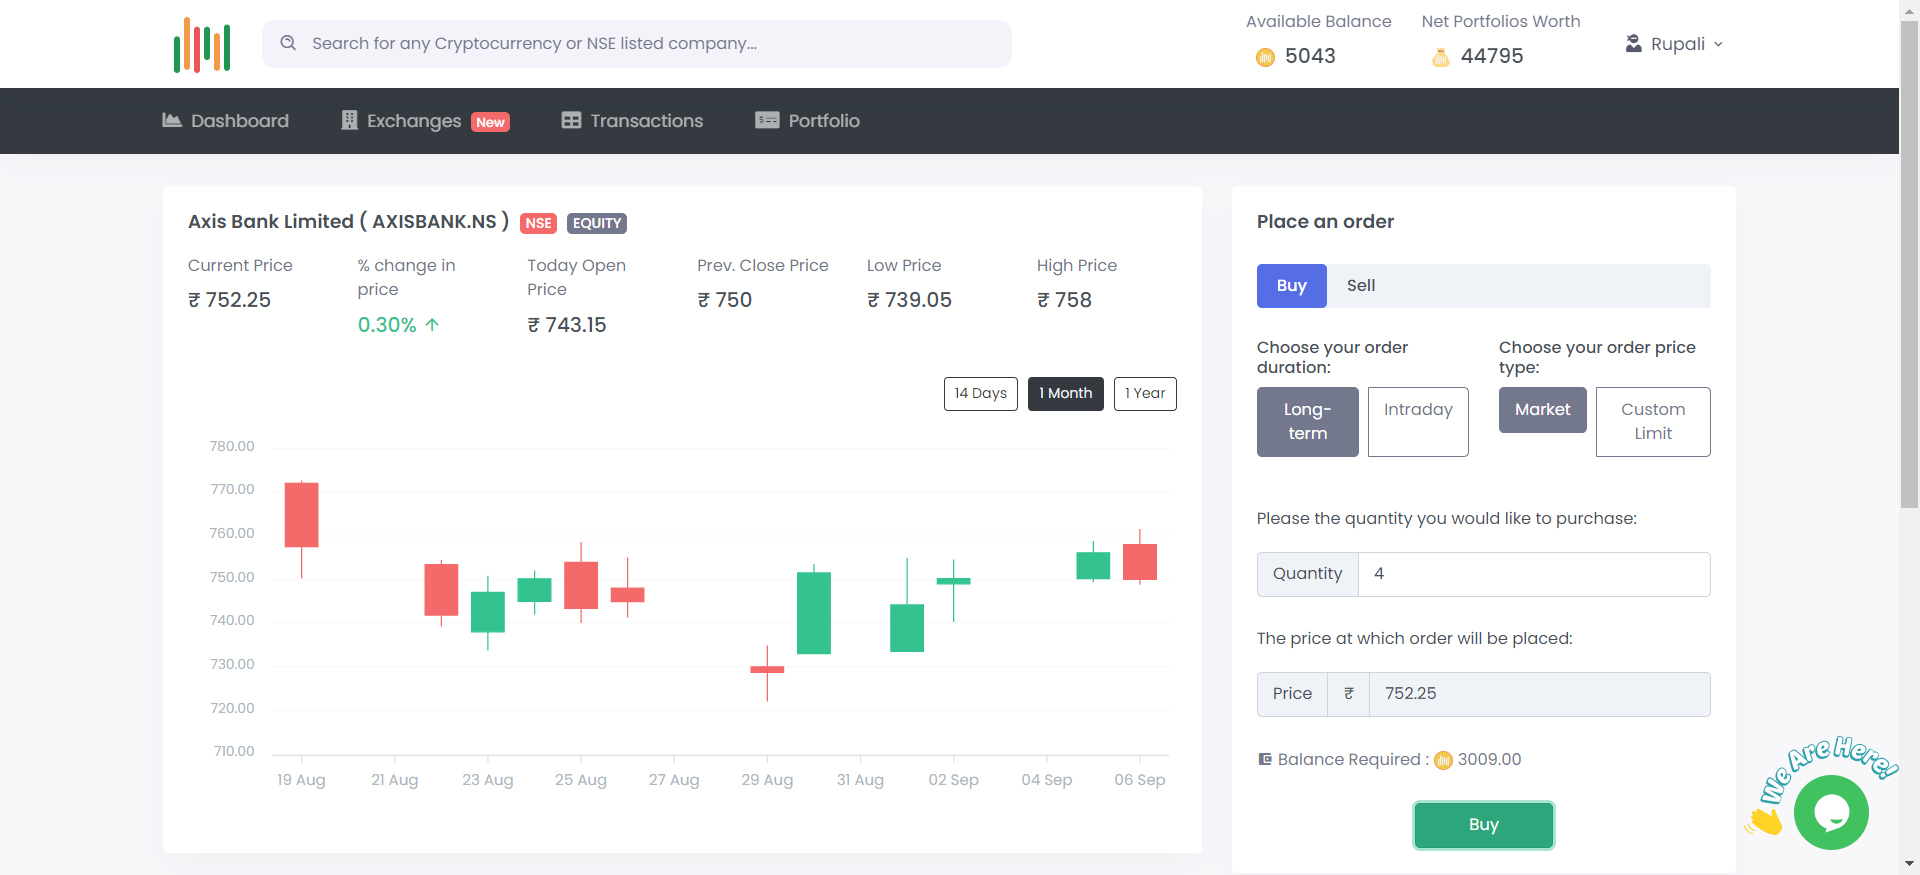 Search for any Cryptocurrency or NSE listed company...
Available Balance
5043
Net Portfolios Worth
44795
Rupali
Dashboard
Exchanges New
Transactions
Portfolio
Axis Bank Limited ( AXISBANK.NS ) NSE EQUITY
Current Price
₹ 752.25
% change in
price
0.30%
Today Open
Price
₹ 743.15
Prev. Close Price
₹ 750
Low Price
₹ 739.05
High Price
₹ 758
14 Days
1 Month
1 Year
780.00
770.00
760.00
750.00
740.00
730.00
720.00
710.00
19 Aug
21 Aug
23 Aug
25 Aug
27 Aug
29 Aug
31 Aug
02 Sep
04 Sep
06 Sep
Place an order
Buy
Sell
Choose your order
duration:
Long-
term
Intraday
Choose your order price
type:
Market
Custom
Limit
Please the quantity you would like to purchase:
Quantity
4
The price at which order will be placed:
Price
₹
752.25
Balance Required : 3009.00
Buy
We Are Here!